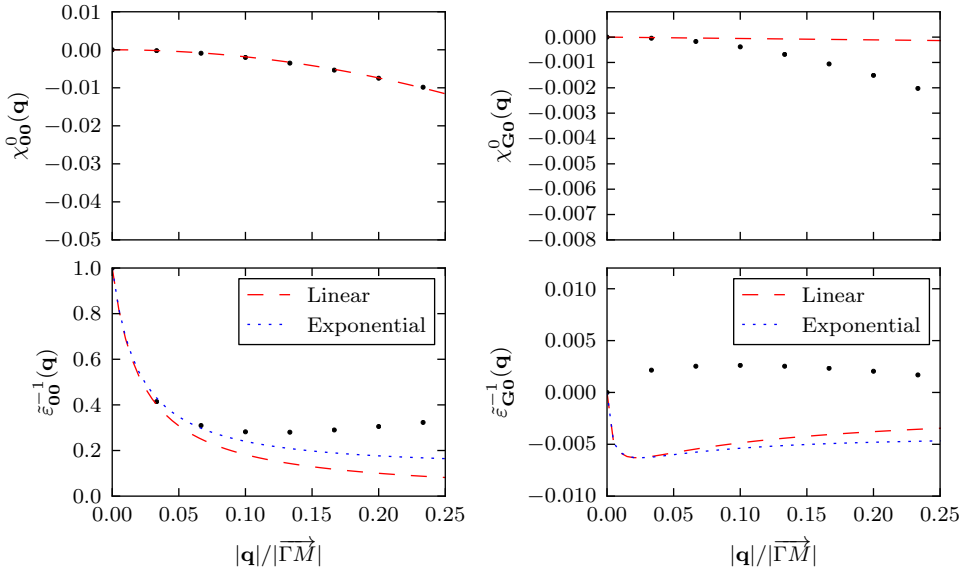 0.00
−0.01
−0.02
−0.03
−0.04
−0.05
χ⁰₀₀(q)
0.000
−0.001
−0.002
−0.003
−0.004
−0.005
−0.006
−0.007
−0.008
χ⁰G0(q)
1.0
0.8
0.6
0.4
0.2
0.0
ε̃⁻¹₀₀(q)
Linear
Exponential
0.00 0.05 0.10 0.15 0.20 0.25
|q|/|ΓM⃗|
0.010
0.005
0.000
−0.005
−0.010
ε̃⁻¹G0(q)
Linear
Exponential
0.00 0.05 0.10 0.15 0.20 0.25
|q|/|ΓM⃗|